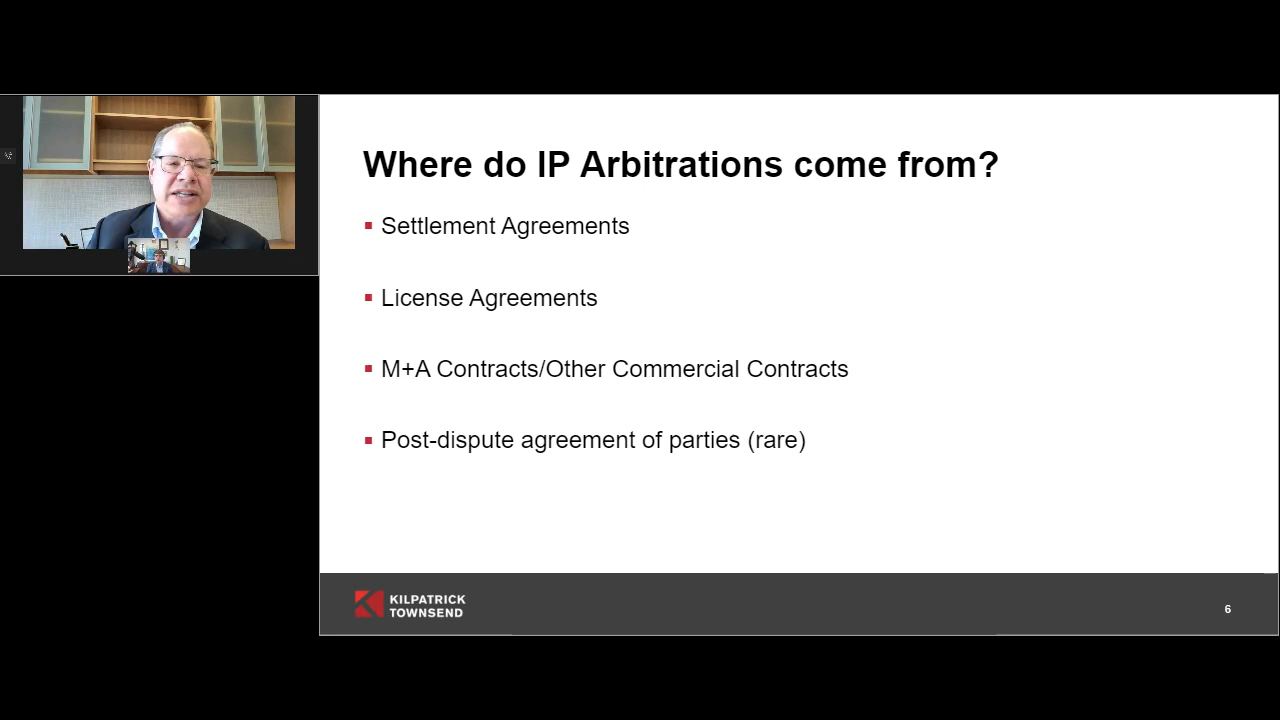 Where do IP Arbitrations come from?
Settlement Agreements
License Agreements
M+A Contracts/Other Commercial Contracts
Post-dispute agreement of parties (rare)
KILPATRICK
TOWNSEND
6